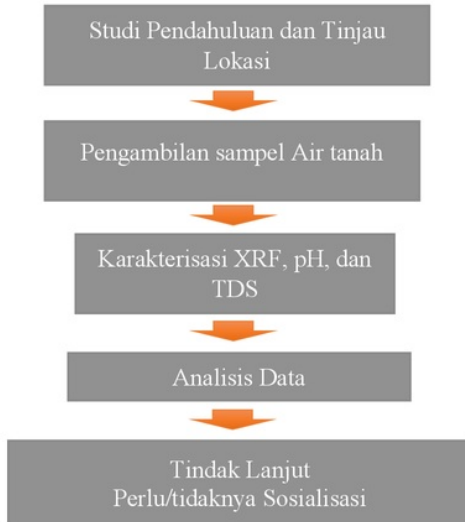 Studi Pendahuluan dan Tinjau
Lokasi
Pengambilan sampel Air tanah
Karakterisasi XRF, pH, dan
TDS
Analisis Data
Tindak Lanjut
Perlu/tidaknya Sosialisasi